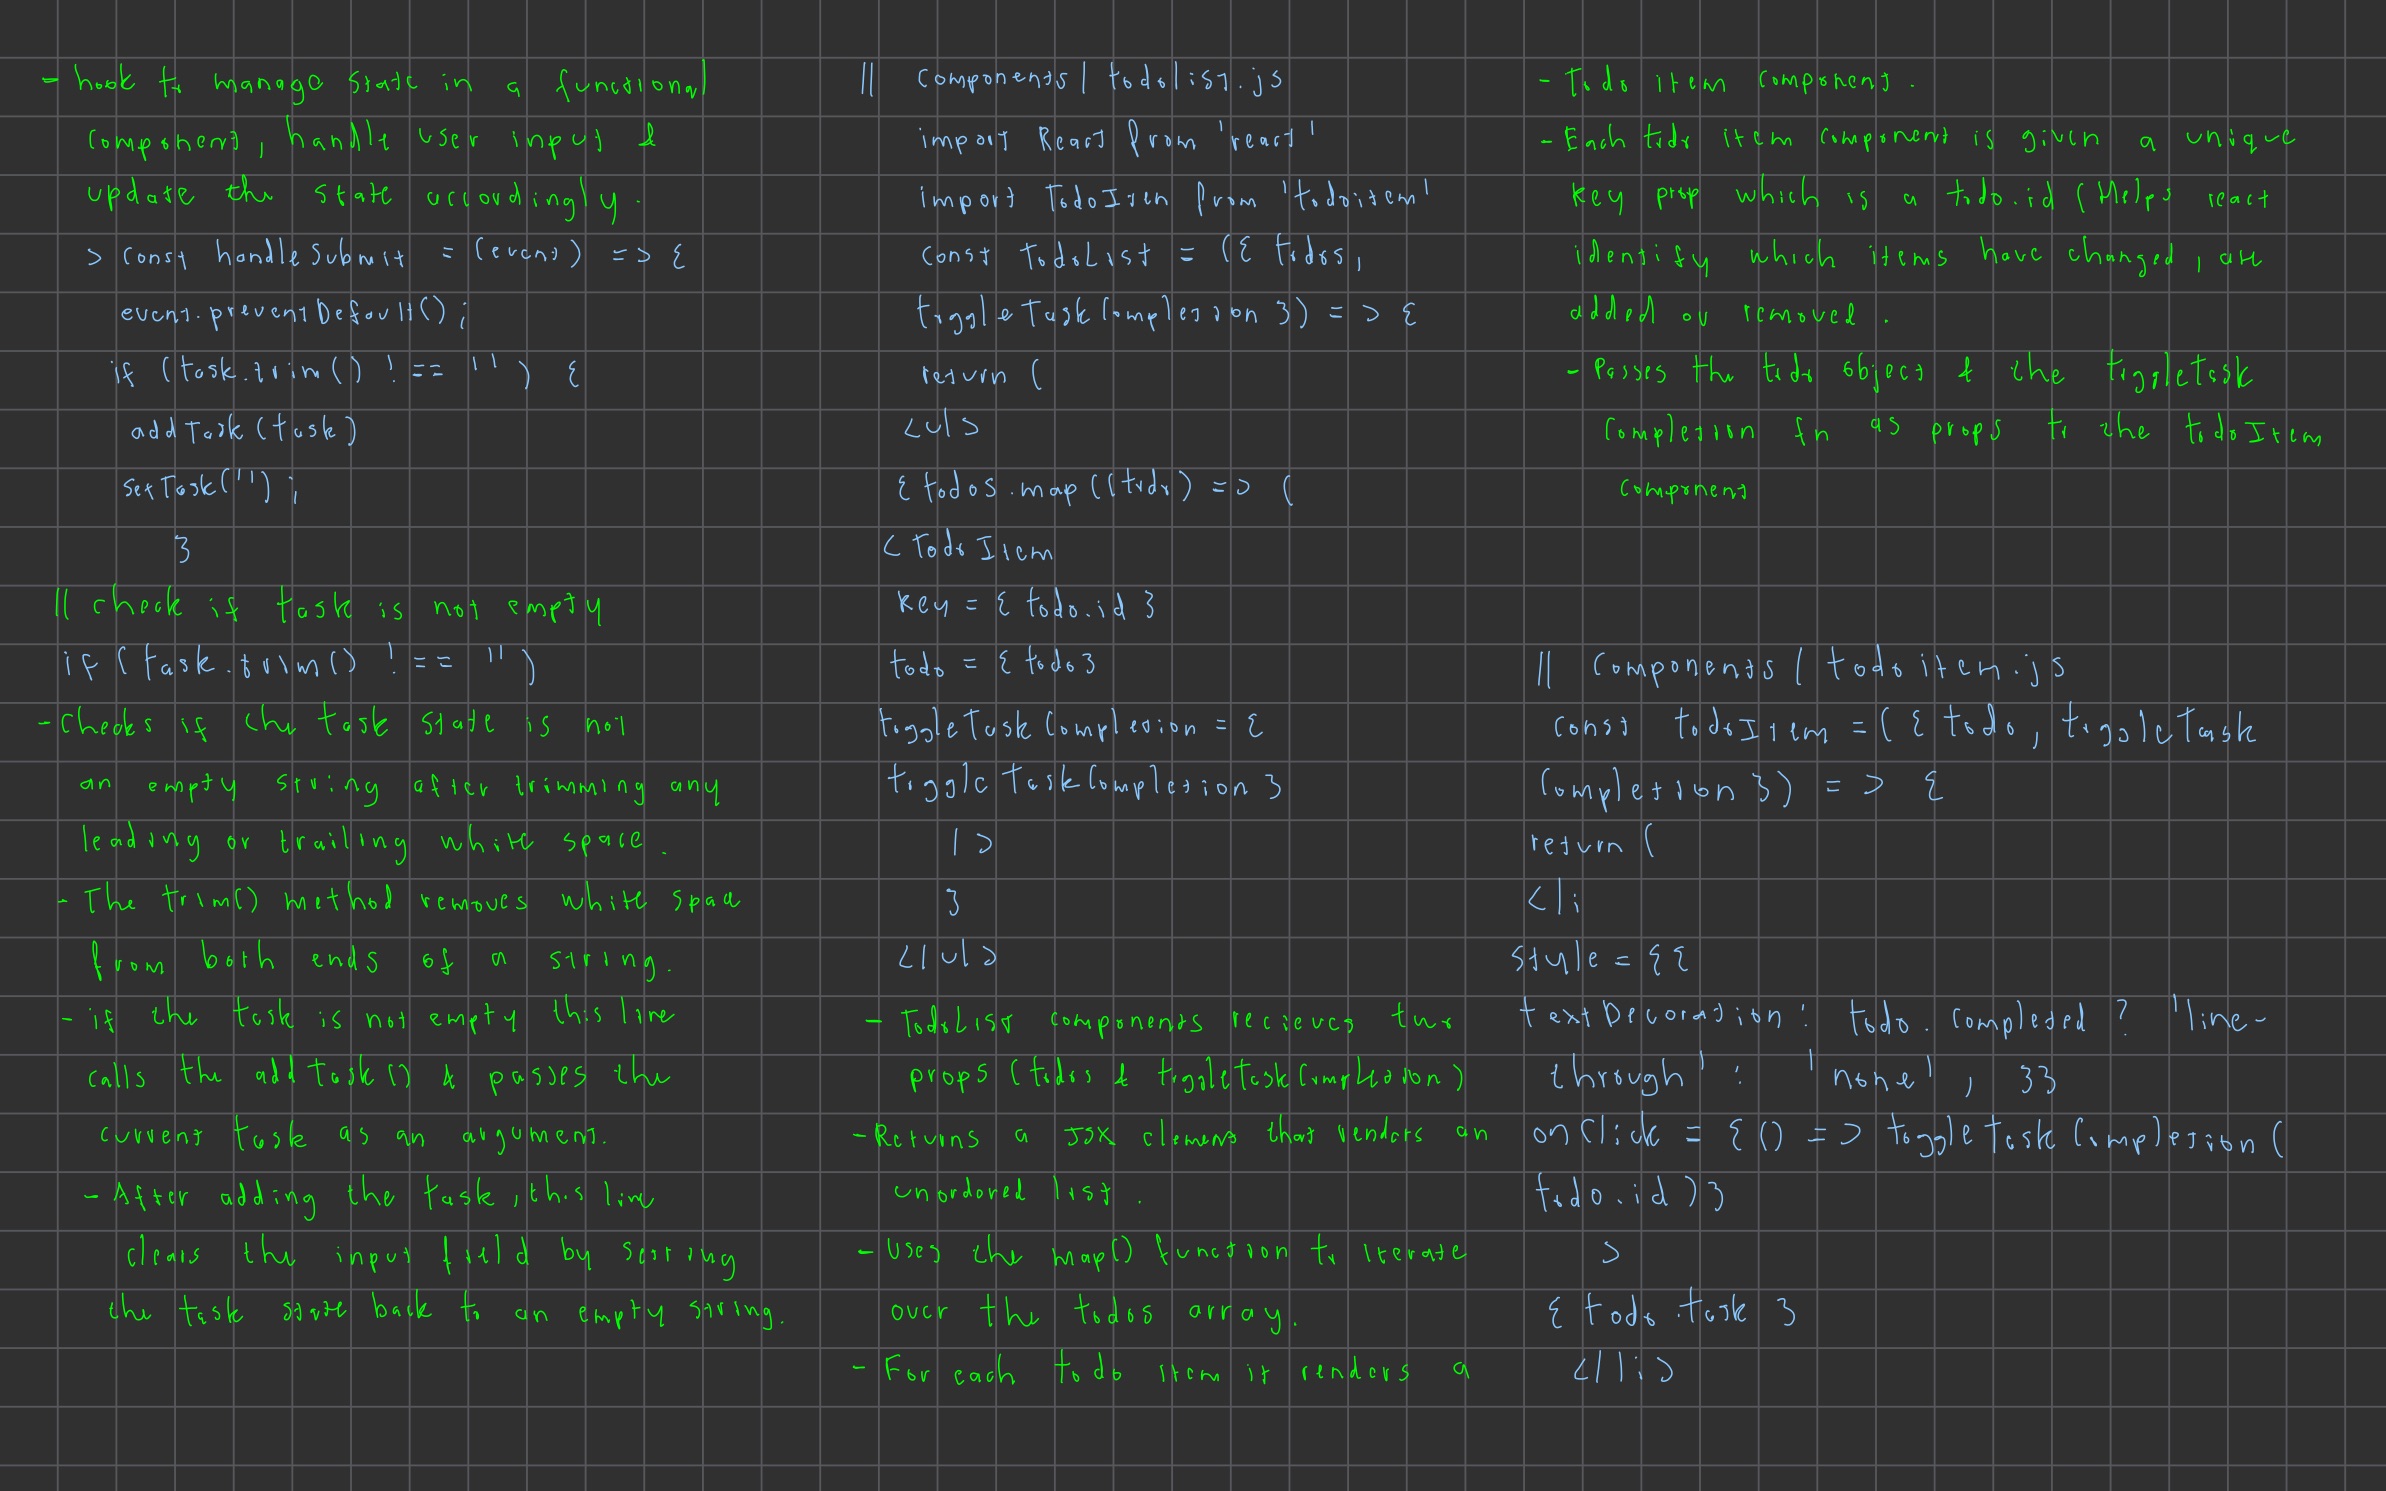 - hook to manage state in a functional
component, handle user input &
update the state accordingly.
> const handleSubmit = (event) => {
event.preventDefault();
if (task.trim() !== '') {
addTask(task)
setTask('');
}
// check if task is not empty
if (task.trim() !== '')
- Checks if the task state is not
an empty string after trimming any
leading or trailing white space.
- The trim() method removes white space
from both ends of a string.
- if the task is not empty this line
calls the addTask() & passes the
current task as an argument.
- After adding the task, this line
clears the input field by setting
the task state back to an empty string.
// components/todolist.js
import React from 'react'
import TodoItem from 'todoitem'
const TodoList = ({ todos,
toggleTaskCompletion }) => {
return (
<ul>
{ todos.map((todo) => (
<TodoItem
key = { todo.id }
todo = { todo }
toggleTaskCompletion = {
toggleTaskCompletion }
/>
}
</ul>
- TodoList components recieves two
props (todos & toggleTaskCompletion)
- Returns a JSX element that renders an
unordored list.
- Uses the map() function to iterate
over the todos array.
- For each todo item it renders a
- Todo item component.
- Each todo item component is given a unique
key prop which is a todo.id (Helps react
identify which items have changed, are
added or removed.
- Passes the todo object & the toggleTask
Completion fn as props to the todoItem
component
// Components/todoitem.js
const todoItem = ({ todo, toggleTask
Completion }) => {
return (
<li
style = {{
textDecoration: todo.completed ? 'line-
through' : 'none', }}
onClick = {() => toggleTaskCompletion(
todo.id)}
>
{ todo.task }
</li>